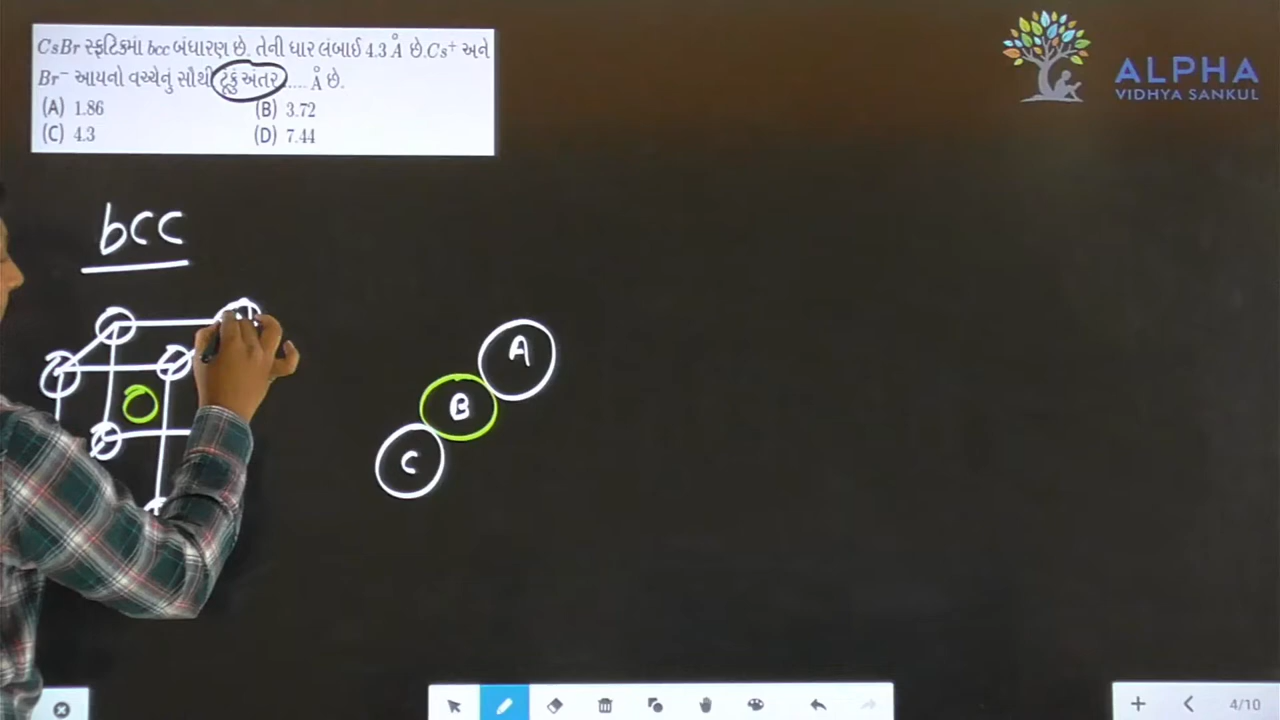 CsBr સ્ફટિકમાં bcc બંધારણ છે. તેની ધાર લંબાઈ 4.3 Å છે.Cs⁺ અને
Br⁻ આયનો વચ્ચેનું સૌથી ટૂંકું અંતર ..... Å છે.
(A) 1.86 (B) 3.72
(C) 4.3 (D) 7.44
ALPHA
VIDHYA SANKUL
bcc
A
B
C
4/10